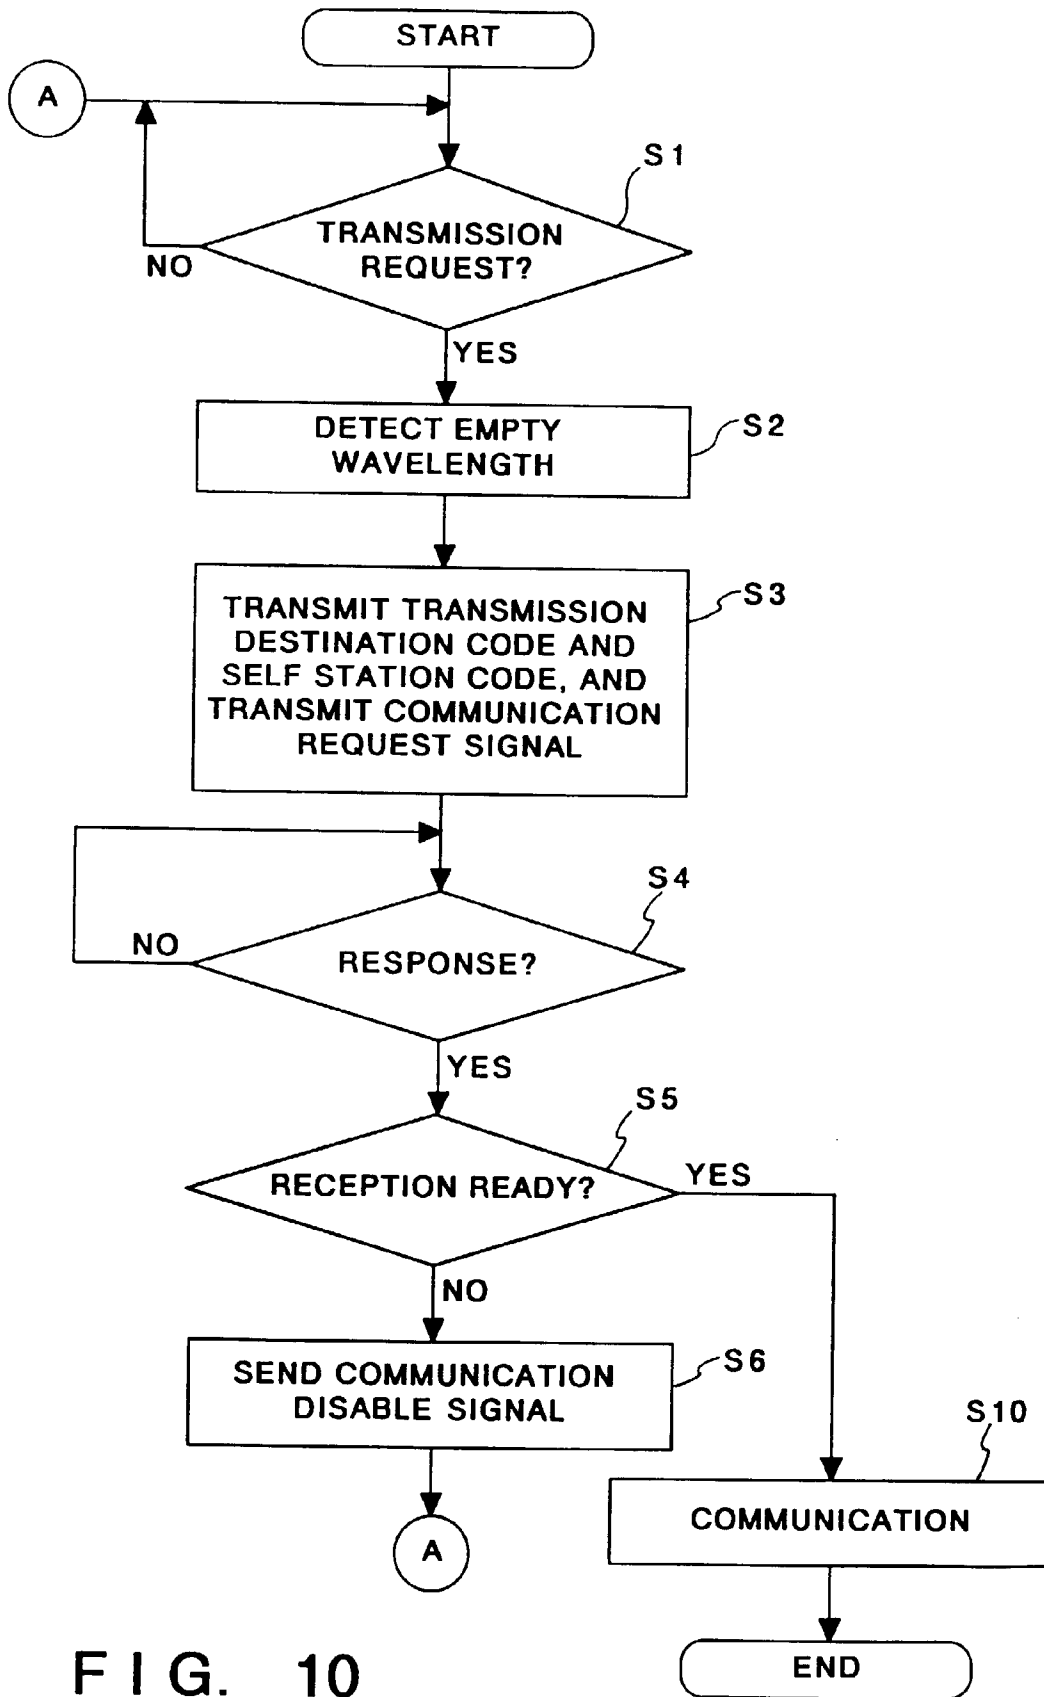 START
A
S1
TRANSMISSION
REQUEST?
NO
YES
DETECT EMPTY
WAVELENGTH
S2
TRANSMIT TRANSMISSION
DESTINATION CODE AND
SELF STATION CODE, AND
TRANSMIT COMMUNICATION
REQUEST SIGNAL
S3
S4
NO
RESPONSE?
YES
S5
RECEPTION READY?
YES
NO
SEND COMMUNICATION
DISABLE SIGNAL
S6
S10
COMMUNICATION
A
END
FIG. 10